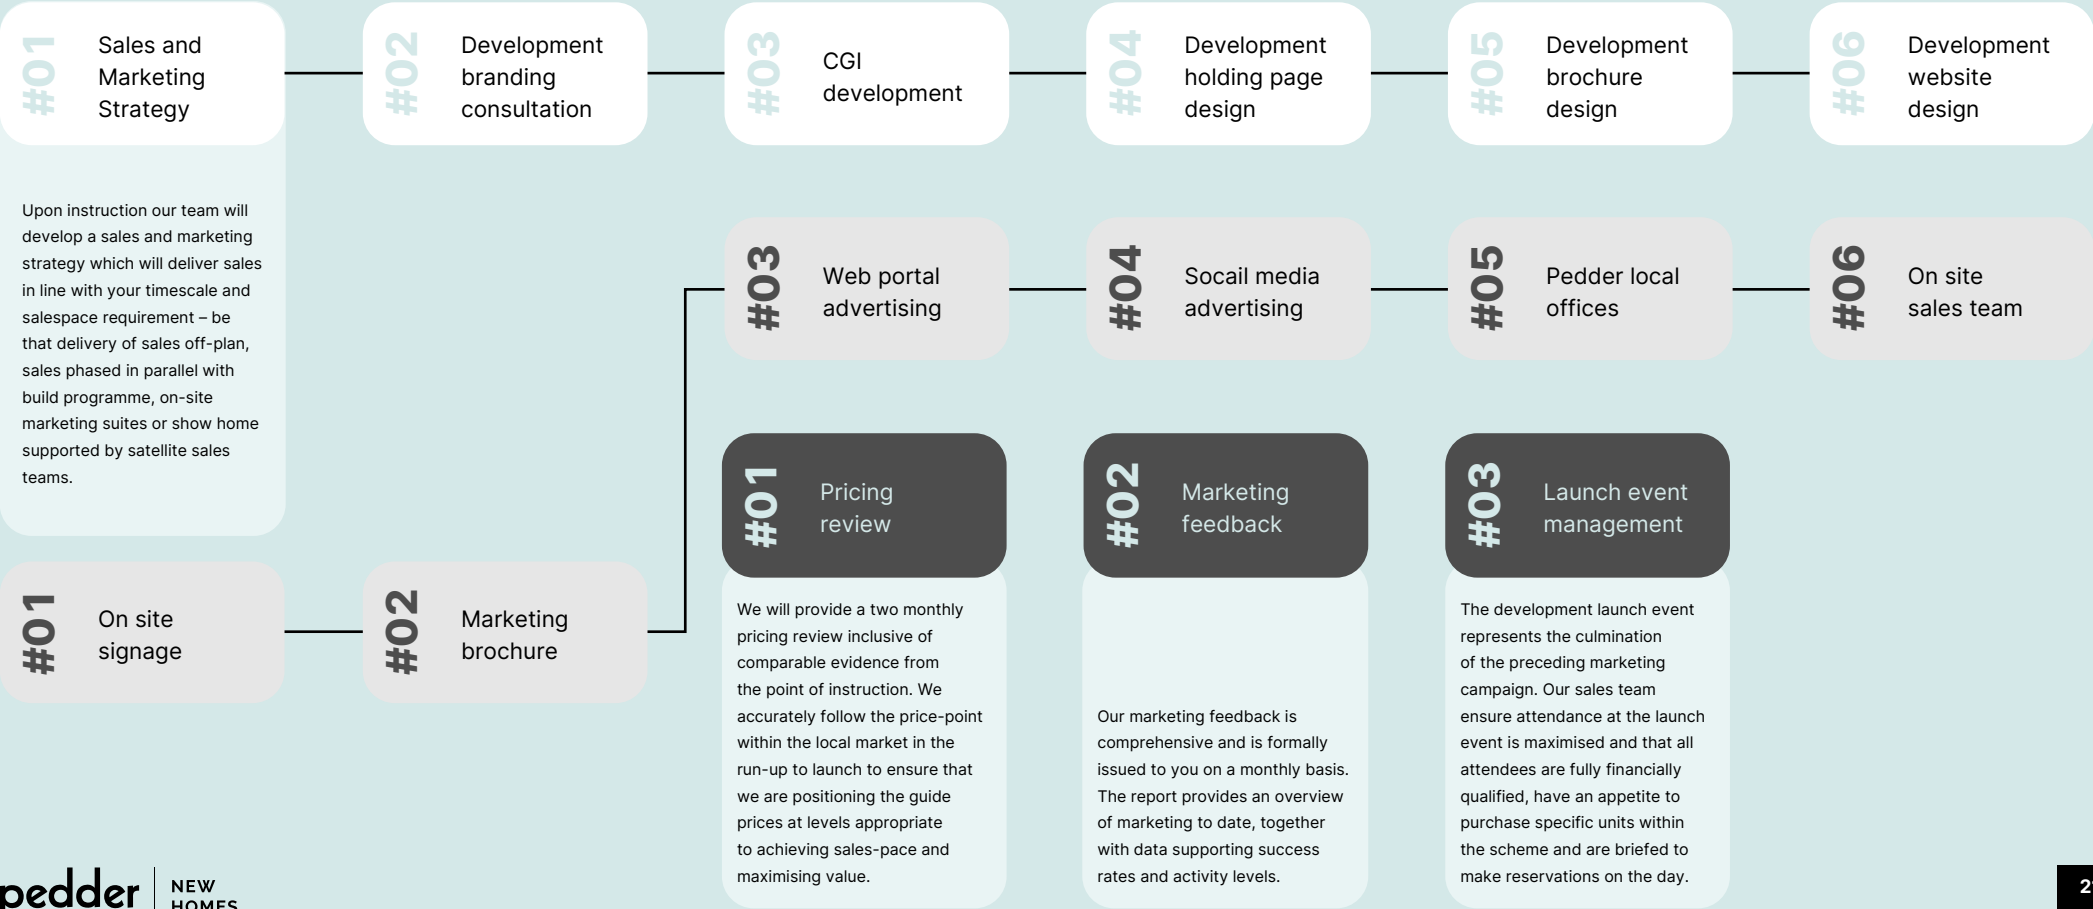 #01
Sales and
Marketing
Strategy
#02
Development
branding
consultation
#03
CGI
development
#04
Development
holding page
design
#05
Development
brochure
design
#06
Development
website
design
Upon instruction our team will
develop a sales and marketing
strategy which will deliver sales
in line with your timescale and
salespace requirement – be
that delivery of sales off-plan,
sales phased in parallel with
build programme, on-site
marketing suites or show home
supported by satellite sales
teams.
#01
On site
signage
#02
Marketing
brochure
#03
Web portal
advertising
#04
Socail media
advertising
#05
Pedder local
offices
#06
On site
sales team
#01
Pricing
review
We will provide a two monthly
pricing review inclusive of
comparable evidence from
the point of instruction. We
accurately follow the price-point
within the local market in the
run-up to launch to ensure that
we are positioning the guide
prices at levels appropriate
to achieving sales-pace and
maximising value.
#02
Marketing
feedback
Our marketing feedback is
comprehensive and is formally
issued to you on a monthly basis.
The report provides an overview
of marketing to date, together
with data supporting success
rates and activity levels.
#03
Launch event
management
The development launch event
represents the culmination
of the preceding marketing
campaign. Our sales team
ensure attendance at the launch
event is maximised and that all
attendees are fully financially
qualified, have an appetite to
purchase specific units within
the scheme and are briefed to
make reservations on the day.
pedder
NEW
HOMES